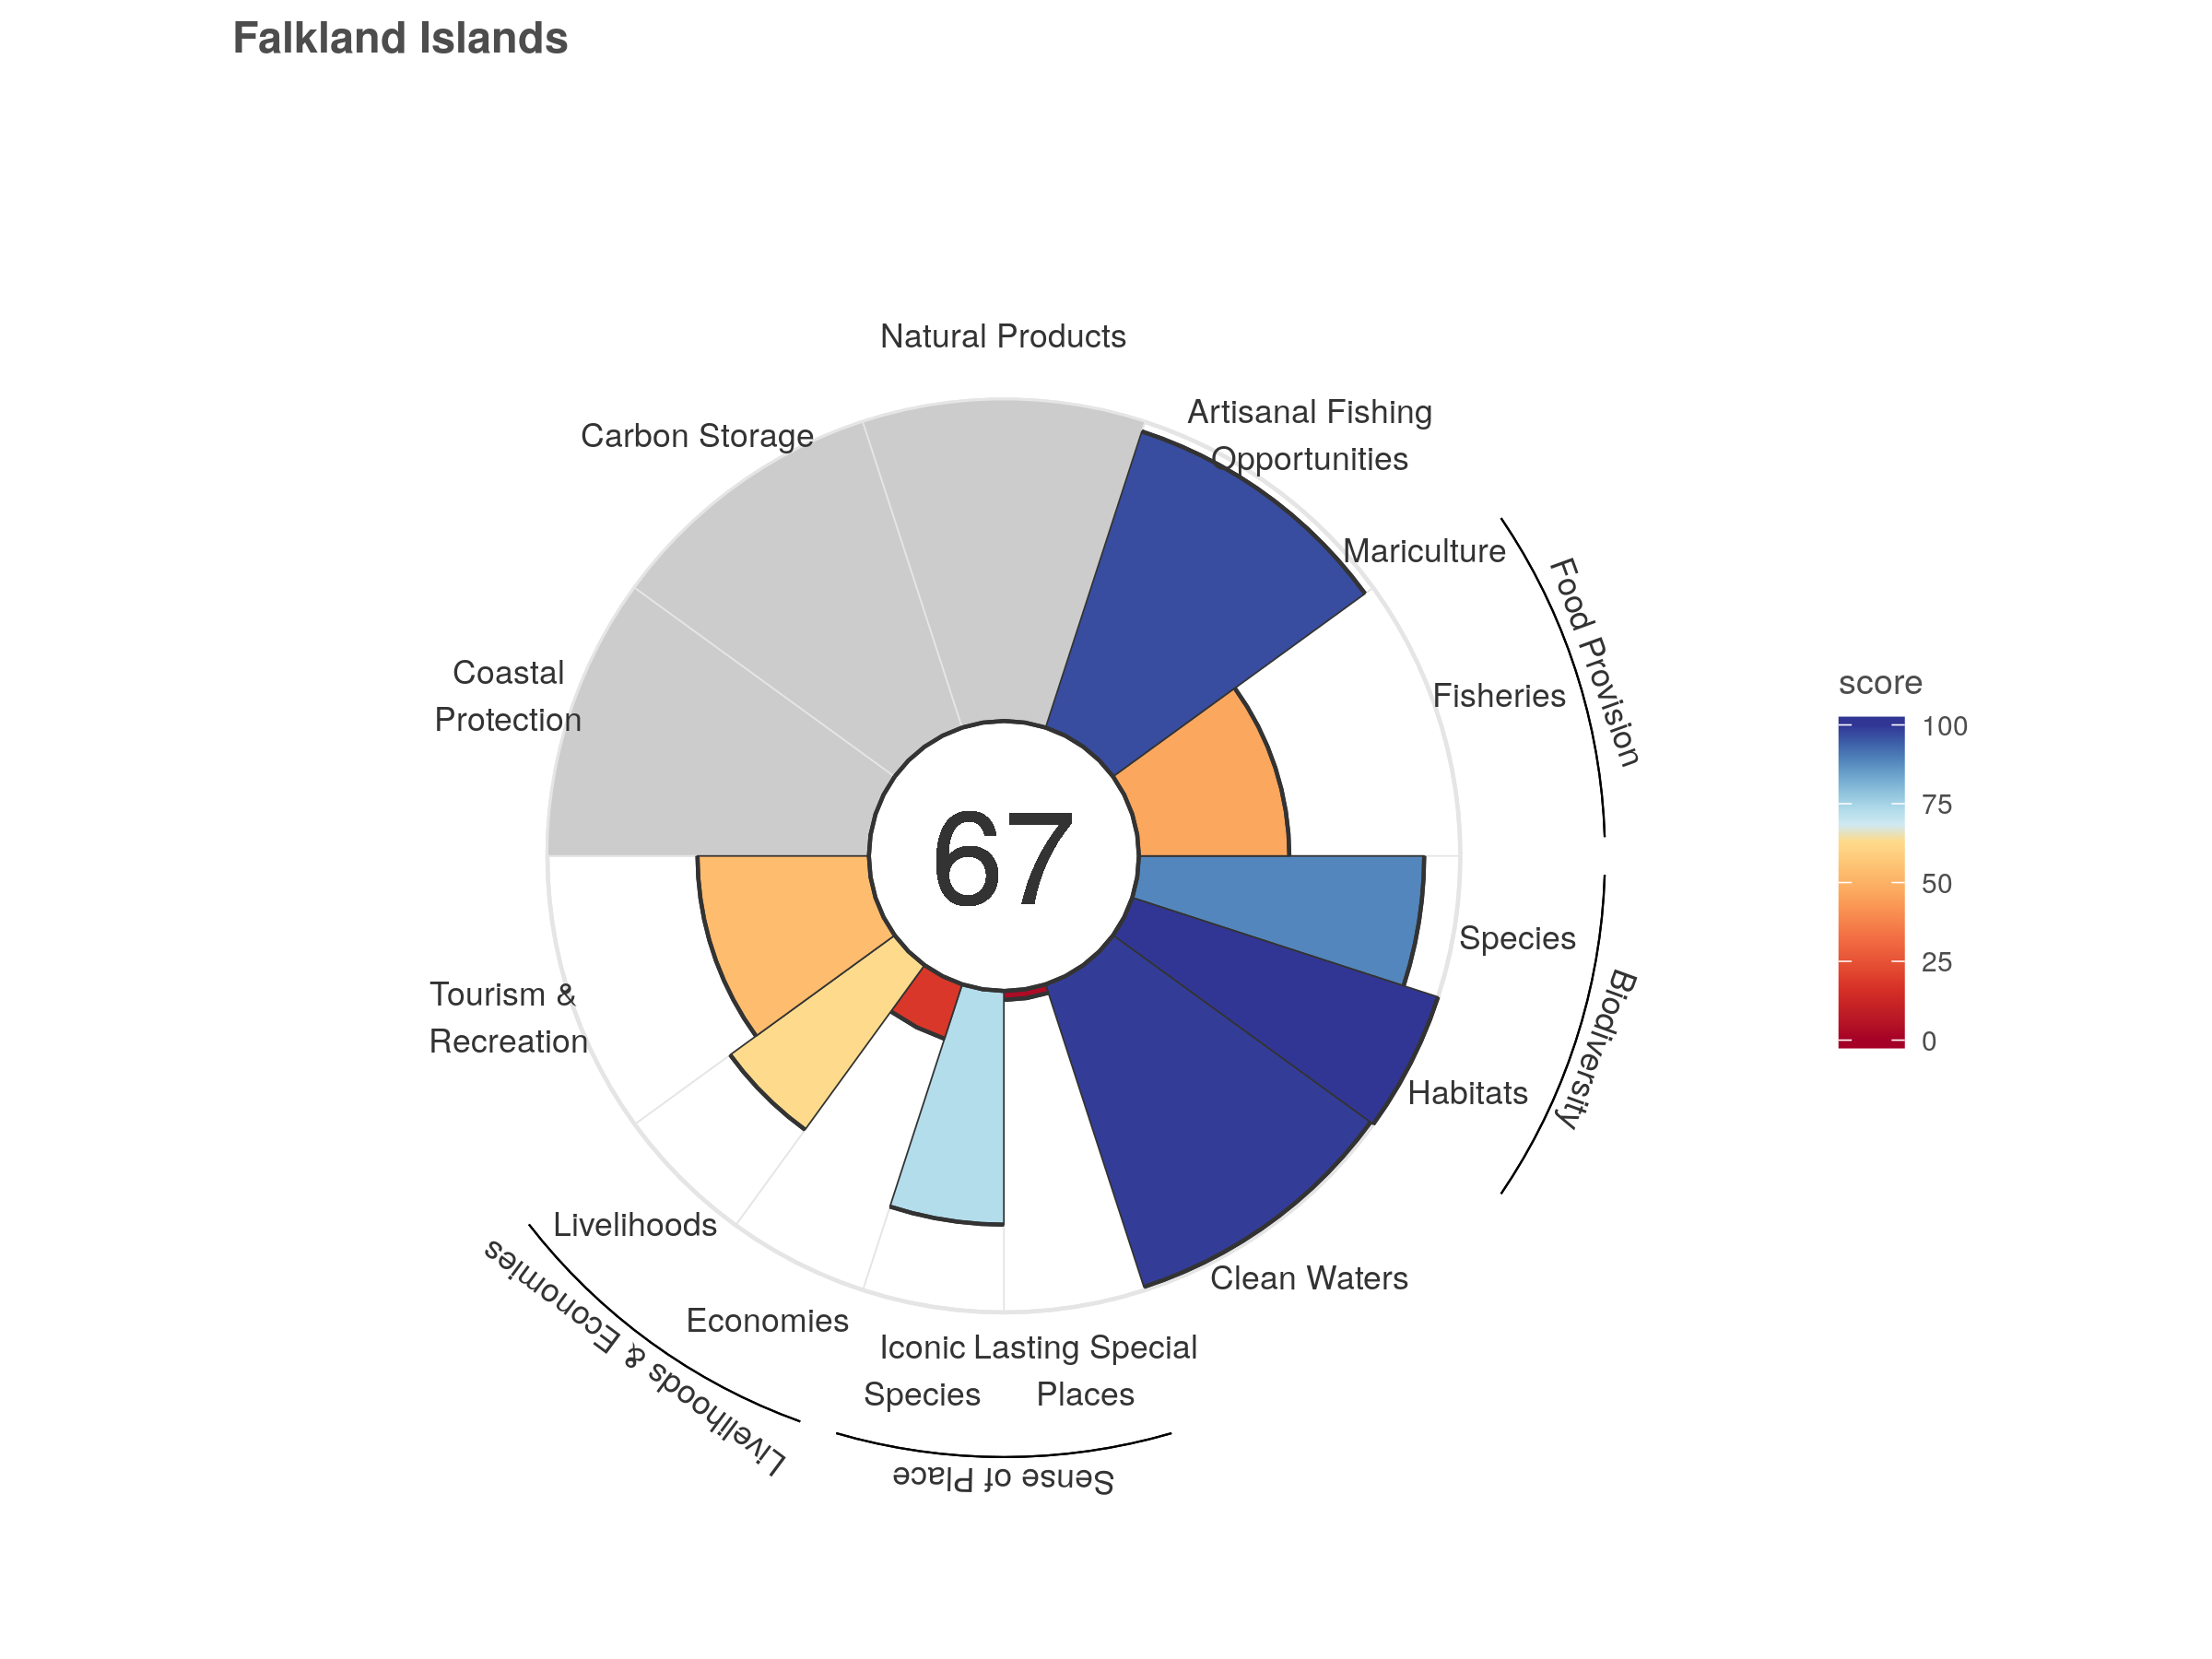 Falkland Islands
Natural Products
Artisanal Fishing
Opportunities
Carbon Storage
Mariculture
Food Provision
Fisheries
Coastal
Protection
score
100
75
50
25
0
67
Species
Biodiversity
Habitats
Tourism &
Recreation
Livelihoods
Clean Waters
Economies
Livelihoods & Economies
Iconic
Species
Lasting Special
Places
Sense of Place